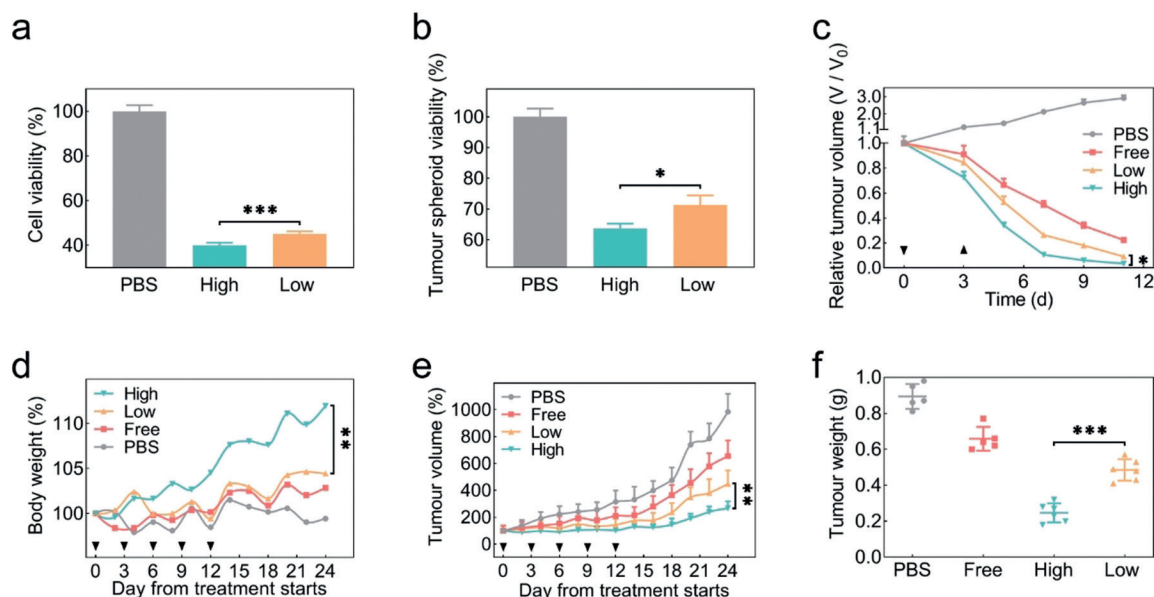 a
Cell viability (%)
100
80
60
40
***
PBS High Low
b
Tumour spheroid viability (%)
100
90
80
70
60
*
PBS High Low
c
Relative tumour volume (V / V0)
3.0
2.0
1.1
1.0
0.8
0.6
0.4
0.2
0.0
PBS
Free
Low
High
*
0 3 6 9 12
Time (d)
d
Body weight (%)
110
105
100
High
Low
Free
PBS
**
0 3 6 9 12 15 18 21 24
Day from treatment starts
e
Tumour volume (%)
1000
800
600
400
200
0
PBS
Free
Low
High
**
0 3 6 9 12 15 18 21 24
Day from treatment starts
f
Tumour weight (g)
1.0
0.8
0.6
0.4
0.2
0.0
***
PBS Free High Low